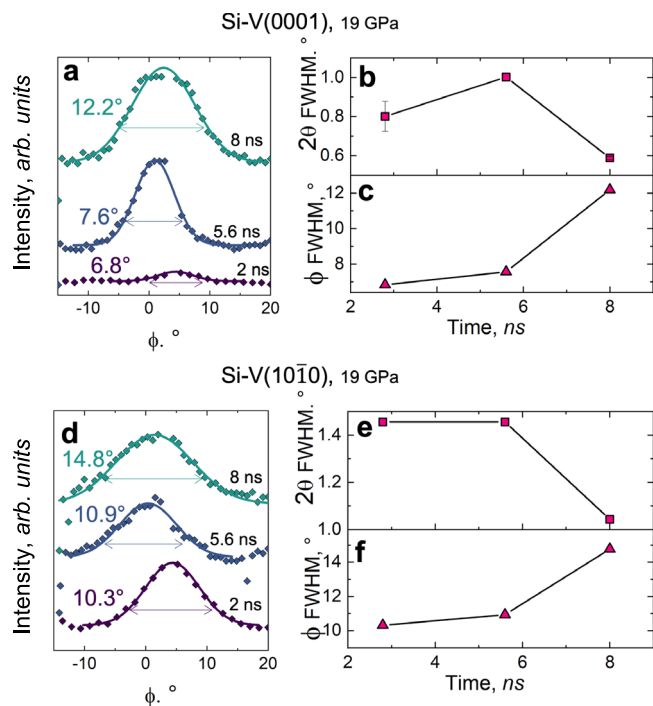 Si-V(0001), 19 GPa
a
12.2°
8 ns
7.6°
5.6 ns
6.8°
2 ns
Intensity, arb. units
-10 0 10 20
ϕ. °
b
2θ FWHM. °
1.0
0.8
0.6
c
ϕ FWHM, °
12
10
8
2 4 6 8
Time, ns
Si-V(101̅0), 19 GPa
d
14.8°
8 ns
10.9°
5.6 ns
10.3°
2 ns
Intensity, arb. units
-10 0 10 20
ϕ. °
e
2θ FWHM. °
1.4
1.2
1.0
f
ϕ FWHM, °
14
12
10
2 4 6 8
Time, ns